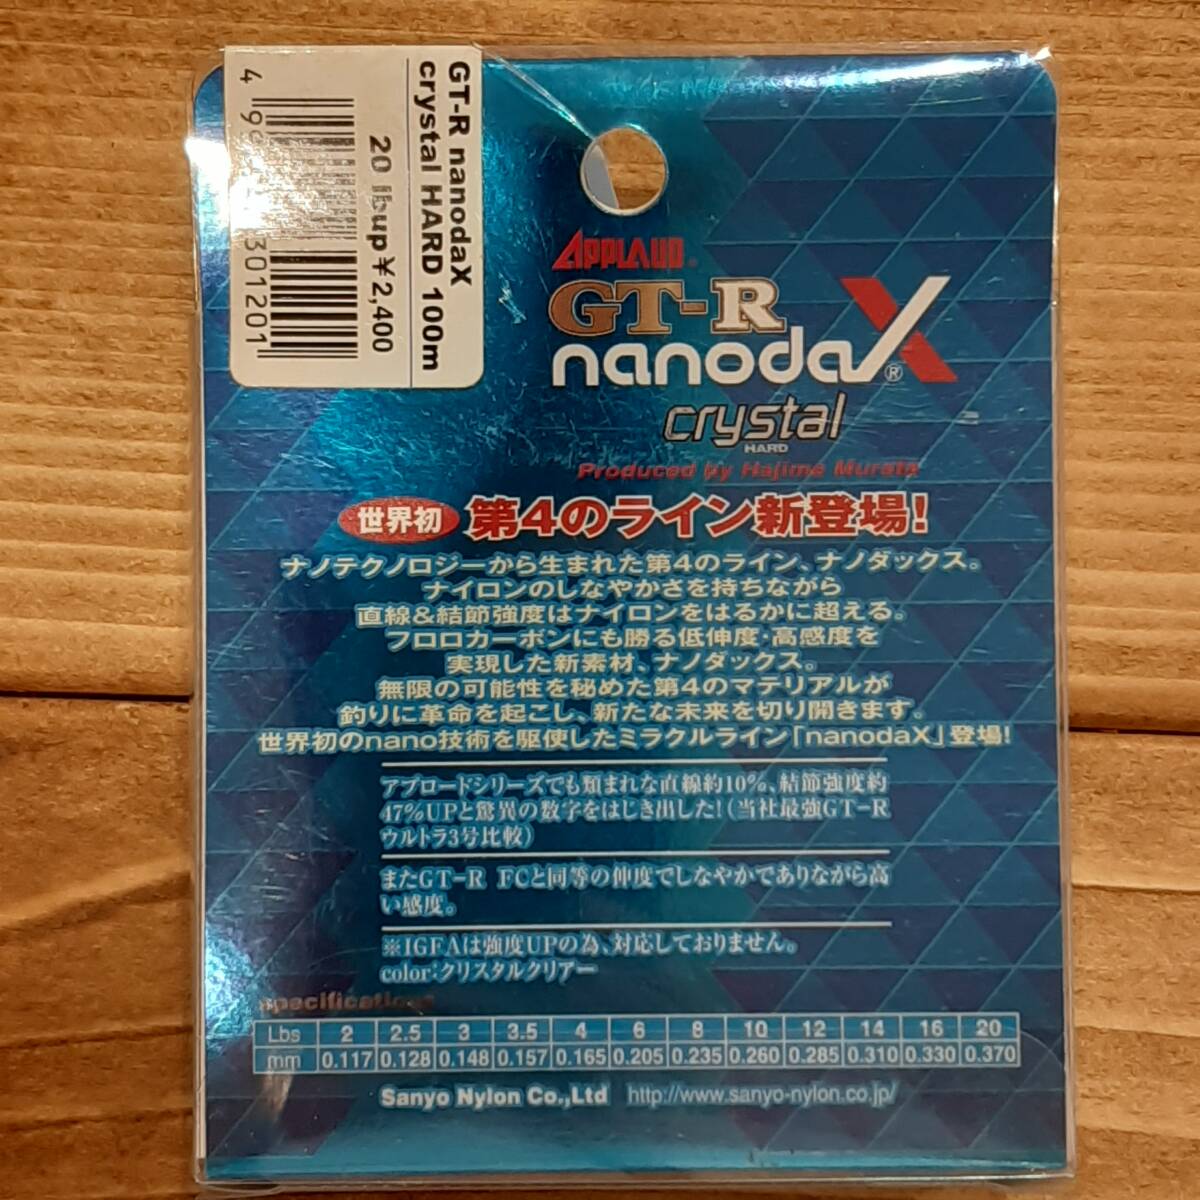 GT-R nanodaX
crystal HARD 100m
20 lbup¥2,400
301201
APPLAUD®
GT-R
nanodaX®
crystal
HARD
Produced by Hajime Murata
世界初 第4のライン新登場!
ナノテクノロジーから生まれた第4のライン、ナノダックス。
ナイロンのしなやかさを持ちながら
直線&結節強度はナイロンをはるかに超える。
フロロカーボンにも勝る低伸度・高感度を
実現した新素材、ナノダックス。
無限の可能性を秘めた第4のマテリアルが
釣りに革命を起こし、新たな未来を切り開きます。
世界初のnano技術を駆使したミラクルライン「nanodaX」登場!
アプロードシリーズでも類まれな直線約10%、結節強度約
47%UPと驚異の数字をはじき出した!(当社最強GT-R
ウルトラ3号比較)
またGT-R FCと同等の伸度でしなやかでありながら高
い感度。
※IGFAは強度UPの為、対応しておりません。
color:クリスタルクリアー
specifications
Lbs 2 2.5 3 3.5 4 6 8 10 12 14 16 20
mm 0.117 0.128 0.148 0.157 0.165 0.205 0.235 0.260 0.285 0.310 0.330 0.370
Sanyo Nylon Co.,Ltd http://www.sanyo-nylon.co.jp/